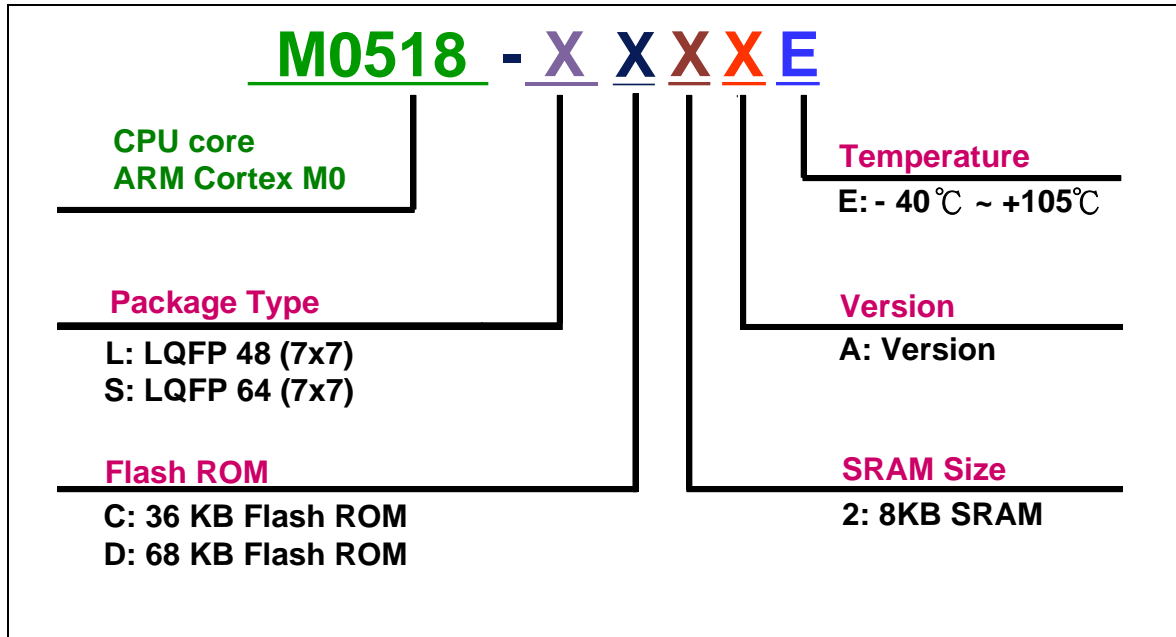 M0518 - X X X X E
CPU core
ARM Cortex M0
Temperature
E: - 40℃ ~ +105℃
Package Type
L: LQFP 48 (7x7)
S: LQFP 64 (7x7)
Version
A: Version
Flash ROM
C: 36 KB Flash ROM
D: 68 KB Flash ROM
SRAM Size
2: 8KB SRAM